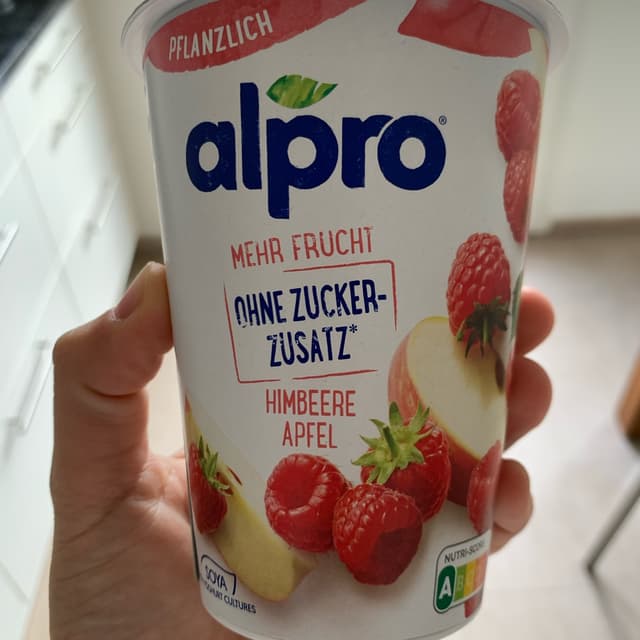 PFLANZLICH
alpro®
MEHR FRUCHT
OHNE ZUCKER-
ZUSATZ*
HIMBEERE
APFEL
SOYA
YOGHURT CULTURES
NUTRI-SCORE
A